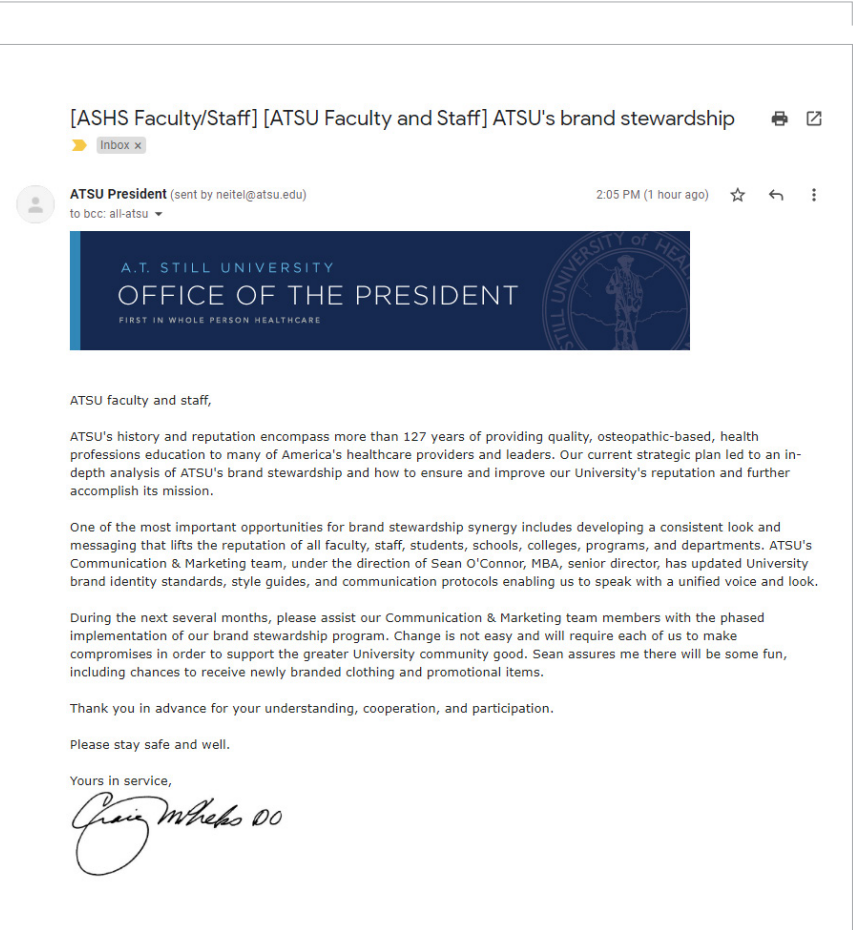 [ASHS Faculty/Staff] [ATSU Faculty and Staff] ATSU's brand stewardship
Inbox x
ATSU President (sent by neitel@atsu.edu)
2:05 PM (1 hour ago)
to bcc: all-atsu
A.T. STILL UNIVERSITY
OFFICE OF THE PRESIDENT
FIRST IN WHOLE PERSON HEALTHCARE
STILL UNIVERSITY of HEAL
ATSU faculty and staff,
ATSU's history and reputation encompass more than 127 years of providing quality, osteopathic-based, health
professions education to many of America's healthcare providers and leaders. Our current strategic plan led to an in-
depth analysis of ATSU's brand stewardship and how to ensure and improve our University's reputation and further
accomplish its mission.
One of the most important opportunities for brand stewardship synergy includes developing a consistent look and
messaging that lifts the reputation of all faculty, staff, students, schools, colleges, programs, and departments. ATSU's
Communication & Marketing team, under the direction of Sean O'Connor, MBA, senior director, has updated University
brand identity standards, style guides, and communication protocols enabling us to speak with a unified voice and look.
During the next several months, please assist our Communication & Marketing team members with the phased
implementation of our brand stewardship program. Change is not easy and will require each of us to make
compromises in order to support the greater University community good. Sean assures me there will be some fun,
including chances to receive newly branded clothing and promotional items.
Thank you in advance for your understanding, cooperation, and participation.
Please stay safe and well.
Yours in service,
Craig M Phelps DO